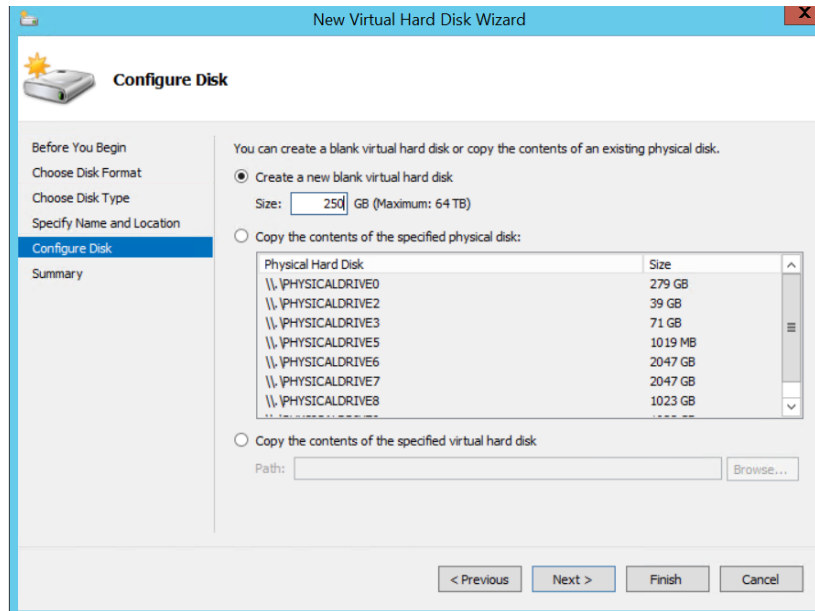 New Virtual Hard Disk Wizard
X
Configure Disk
Before You Begin
Choose Disk Format
Choose Disk Type
Specify Name and Location
Configure Disk
Summary
You can create a blank virtual hard disk or copy the contents of an existing physical disk.
Create a new blank virtual hard disk
Size: 250 GB (Maximum: 64 TB)
Copy the contents of the specified physical disk:
Physical Hard Disk Size
\\.\PHYSICALDRIVE0 279 GB
\\.\PHYSICALDRIVE2 39 GB
\\.\PHYSICALDRIVE3 71 GB
\\.\PHYSICALDRIVE5 1019 MB
\\.\PHYSICALDRIVE6 2047 GB
\\.\PHYSICALDRIVE7 2047 GB
\\.\PHYSICALDRIVE8 1023 GB
Copy the contents of the specified virtual hard disk
Path: Browse...
< Previous Next > Finish Cancel